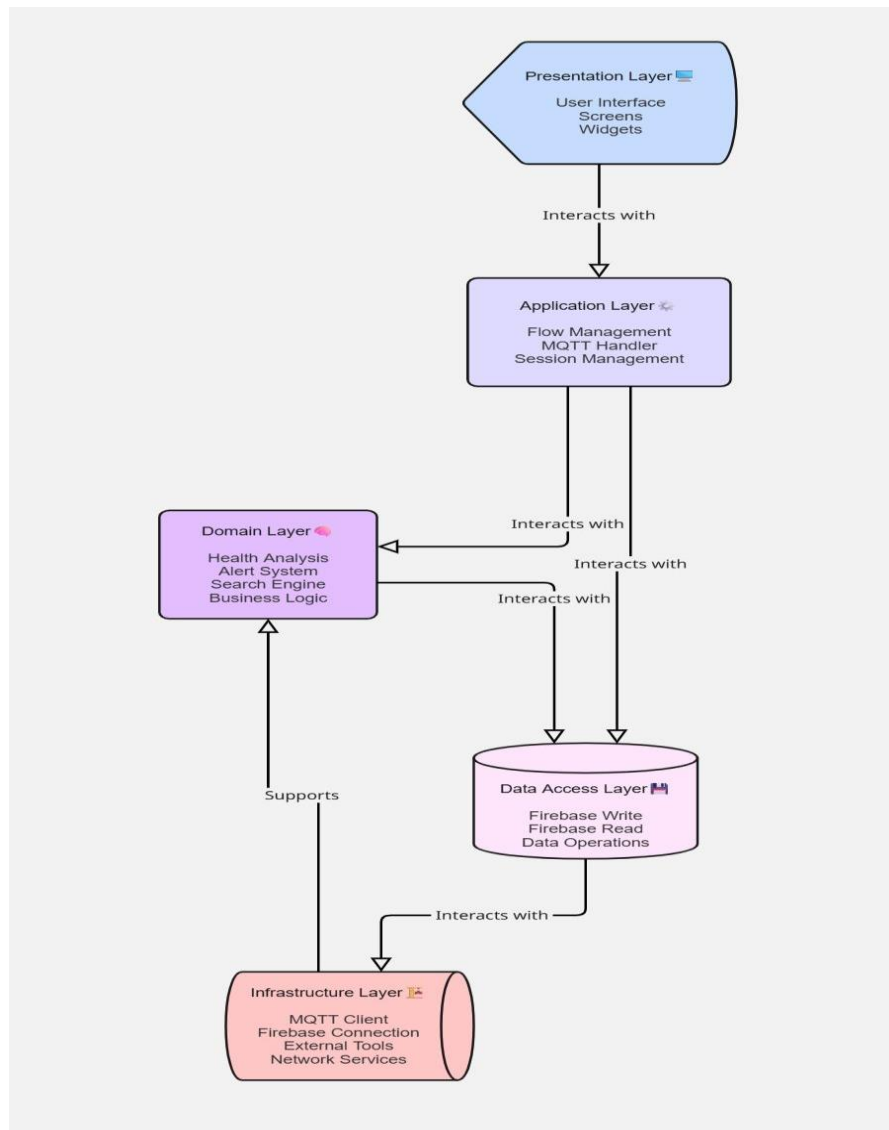 Presentation Layer
User Interface
Screens
Widgets
Interacts with
Application Layer
Flow Management
MQTT Handler
Session Management
Interacts with
Interacts with
Domain Layer
Health Analysis
Alert System
Search Engine
Business Logic
Interacts with
Data Access Layer
Firebase Write
Firebase Read
Data Operations
Supports
Interacts with
Infrastructure Layer
MQTT Client
Firebase Connection
External Tools
Network Services